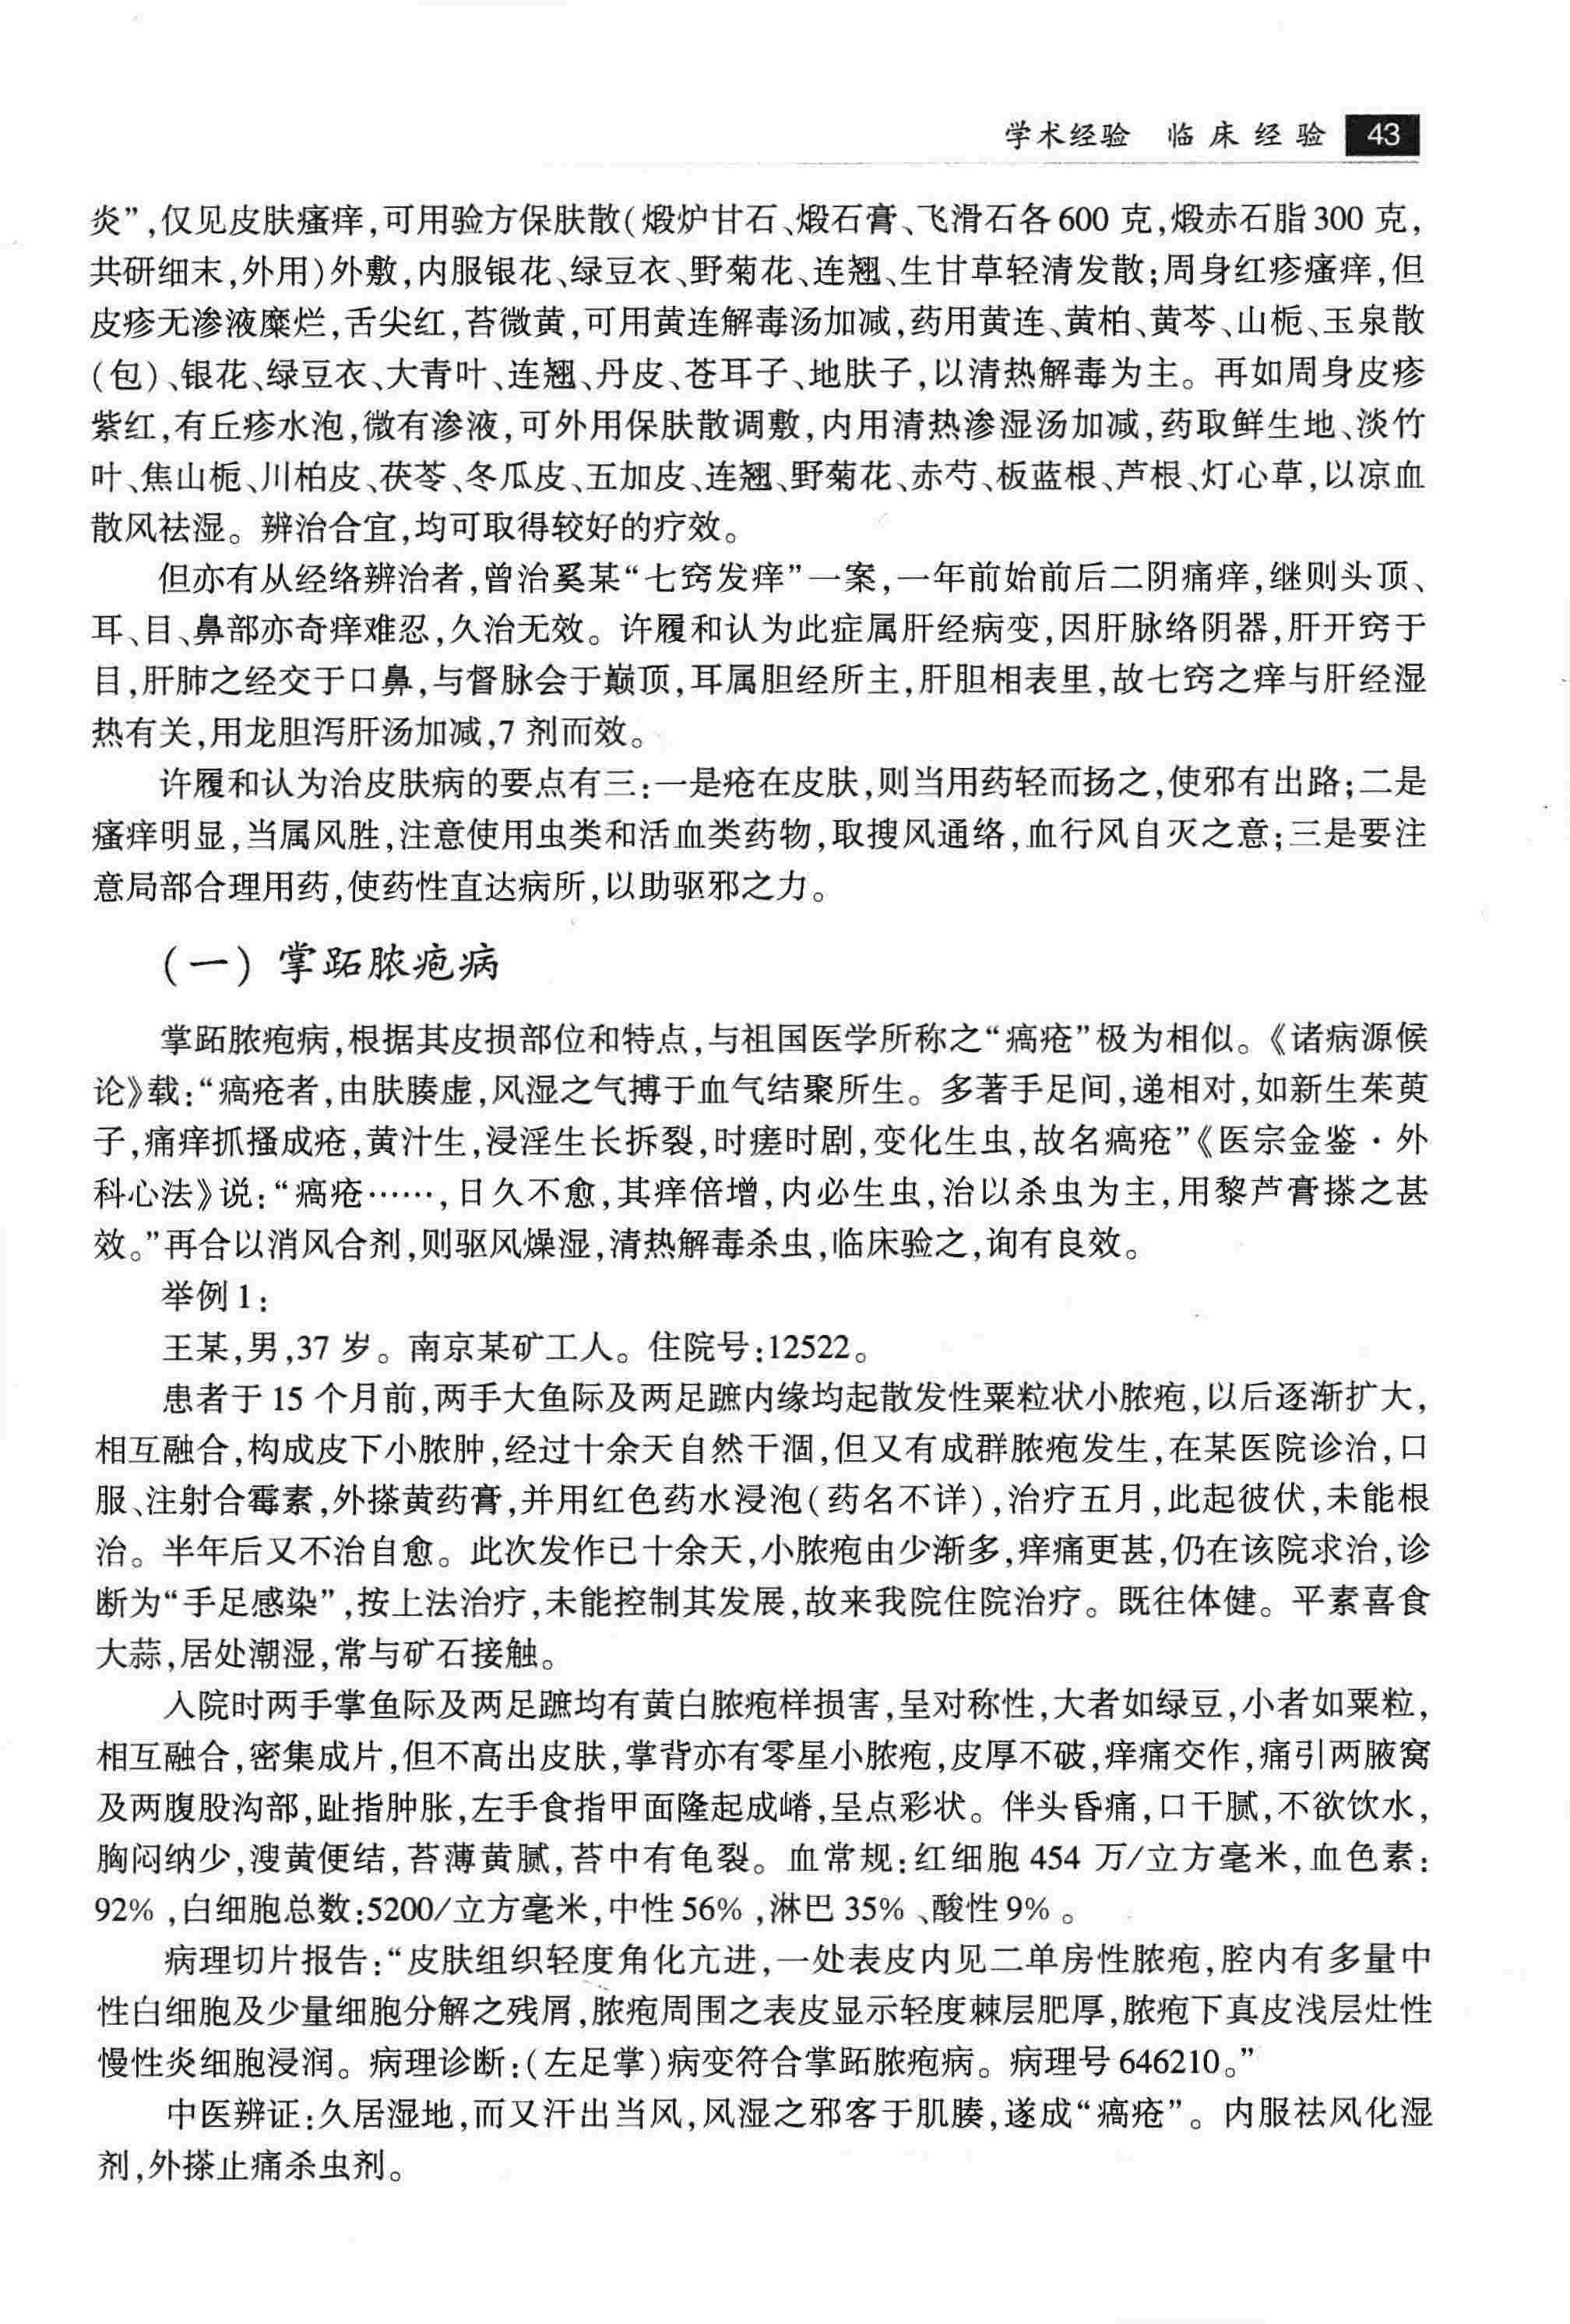 学术经验 临床经验 43
炎”,仅见皮肤瘙痒,可用验方保肤散(煅炉甘石、煅石膏、飞滑石各600 克,煅赤石脂300 克,
共研细末,外用)外敷,内服银花、绿豆衣、野菊花、连翘、生甘草轻清发散;周身红疹瘙痒,但
皮疹无渗液糜烂,舌尖红,苔微黄,可用黄连解毒汤加减,药用黄连、黄柏、黄芩、山栀、玉泉散
(包)、银花、绿豆衣、大青叶、连翘、丹皮、苍耳子、地肤子,以清热解毒为主。再如周身皮疹
紫红,有丘疹水泡,微有渗液,可外用保肤散调敷,内用清热渗湿汤加减,药取鲜生地、淡竹
叶、焦山栀、川柏皮、茯苓、冬瓜皮、五加皮、连翘、野菊花、赤芍、板蓝根、芦根、灯心草,以凉血
散风祛湿。辨治合宜,均可取得较好的疗效。
但亦有从经络辨治者,曾治奚某“七窍发痒”一案,一年前始前后二阴痛痒,继则头顶、
耳、目、鼻部亦奇痒难忍,久治无效。许履和认为此症属肝经病变,因肝脉络阴器,肝开窍于
目,肝肺之经交于口鼻,与督脉会于巅顶,耳属胆经所主,肝胆相表里,故七窍之痒与肝经湿
热有关,用龙胆泻肝汤加减,7 剂而效。
许履和认为治皮肤病的要点有三:一是疮在皮肤,则当用药轻而扬之,使邪有出路;二是
瘙痒明显,当属风胜,注意使用虫类和活血类药物,取搜风通络,血行风自灭之意;三是要注
意局部合理用药,使药性直达病所,以助驱邪之力。
(一) 掌跖脓疱病
掌跖脓疱病,根据其皮损部位和特点,与祖国医学所称之“㾽疮”极为相似。《诸病源候
论》载:“㾽疮者,由肤腠虚,风湿之气搏于血气结聚所生。多著手足间,递相对,如新生茱萸
子,痛痒抓搔成疮,黄汁生,浸淫生长拆裂,时瘥时剧,变化生虫,故名㾽疮”《医宗金鉴·外
科心法》说:“㾽疮……,日久不愈,其痒倍增,内必生虫,治以杀虫为主,用黎芦膏搽之甚
效。”再合以消风合剂,则驱风燥湿,清热解毒杀虫,临床验之,询有良效。
举例1:
王某,男,37 岁。南京某矿工人。住院号:12522。
患者于 15 个月前,两手大鱼际及两足蹠内缘均起散发性粟粒状小脓疱,以后逐渐扩大,
相互融合,构成皮下小脓肿,经过十余天自然干涸,但又有成群脓疱发生,在某医院诊治,口
服、注射合霉素,外搽黄药膏,并用红色药水浸泡(药名不详),治疗五月,此起彼伏,未能根
治。半年后又不治自愈。此次发作已十余天,小脓疱由少渐多,痒痛更甚,仍在该院求治,诊
断为“手足感染”,按上法治疗,未能控制其发展,故来我院住院治疗。既往体健。平素喜食
大蒜,居处潮湿,常与矿石接触。
入院时两手掌鱼际及两足蹠均有黄白脓疱样损害,呈对称性,大者如绿豆,小者如粟粒,
相互融合,密集成片,但不高出皮肤,掌背亦有零星小脓疱,皮厚不破,痒痛交作,痛引两腋窝
及两腹股沟部,趾指肿胀,左手食指甲面隆起成嵴,呈点彩状。伴头昏痛,口干腻,不欲饮水,
胸闷纳少,溲黄便结,苔薄黄腻,苔中有龟裂。血常规:红细胞 454 万/立方毫米,血色素:
92% ,白细胞总数:5200/立方毫米,中性56% ,淋巴 35% 、酸性9% 。
病理切片报告:“皮肤组织轻度角化亢进,一处表皮内见二单房性脓疱,腔内有多量中
性白细胞及少量细胞分解之残屑,脓疱周围之表皮显示轻度棘层肥厚,脓疱下真皮浅层灶性
慢性炎细胞浸润。病理诊断:(左足掌)病变符合掌跖脓疱病。病理号646210。”
中医辨证:久居湿地,而又汗出当风,风湿之邪客于肌腠,遂成“㾽疮”。内服祛风化湿
剂,外搽止痛杀虫剂。